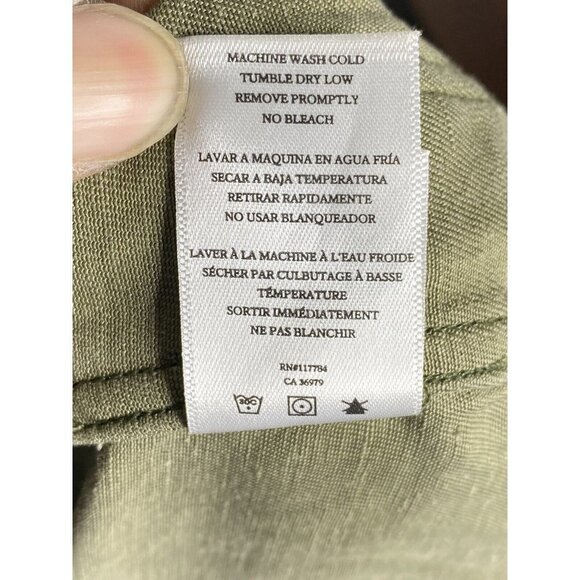 MACHINE WASH COLD
TUMBLE DRY LOW
REMOVE PROMPTLY
NO BLEACH
LAVAR A MAQUINA EN AGUA FRÍA
SECAR A BAJA TEMPERATURA
RETIRAR RAPIDAMENTE
NO USAR BLANQUEADOR
LAVER À LA MACHINE À L'EAU FROIDE
SÉCHER PAR CULBUTAGE À BASSE
TÉMPERATURE
SORTIR IMMÉDIATEMENT
NE PAS BLANCHIR
RN#117784
CA 36979
30C